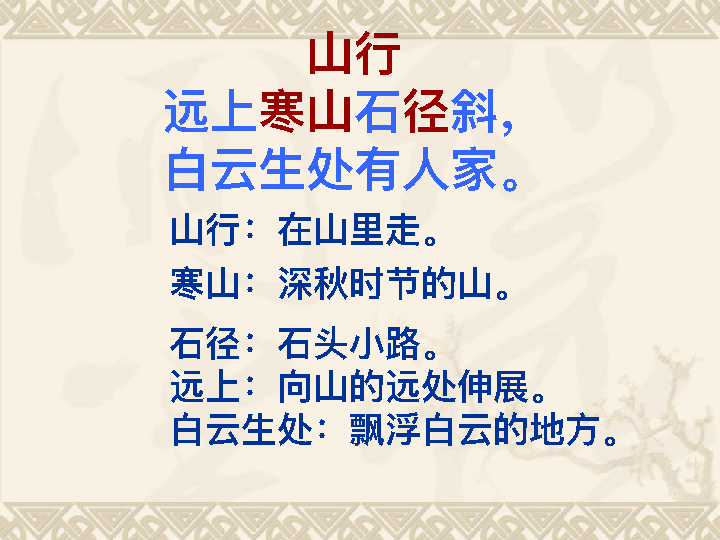 山行
远上寒山石径斜，
白云生处有人家。
山行：在山里走。
寒山：深秋时节的山。
石径：石头小路。
远上：向山的远处伸展。
白云生处：飘浮白云的地方。